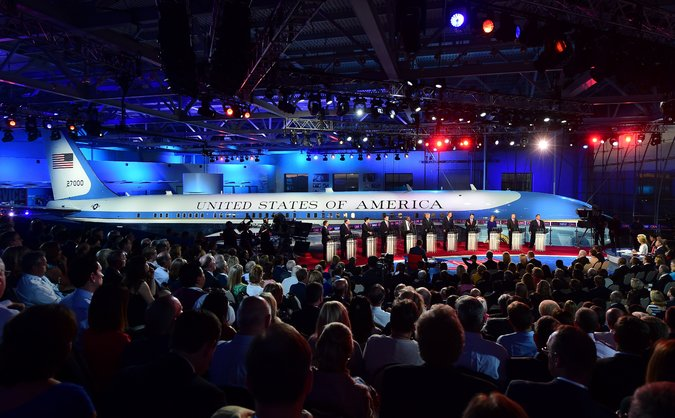 UNITED STATES OF AMERICA
27000